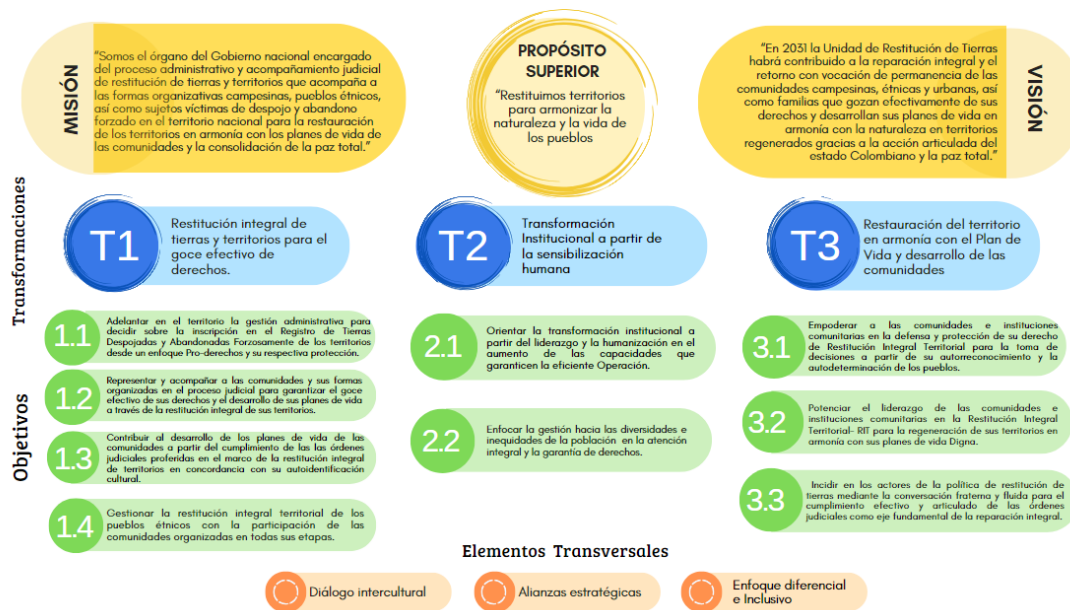 MISIÓN
"Somos el órgano del Gobierno nacional encargado
del proceso administrativo y acompañamiento judicial
de restitución de tierras y territorios que acompaña a
las formas organizativas campesinas, pueblos étnicos,
así como sujetos víctimas de despojo y abandono
forzado en el territorio nacional para la restauración
de los territorios en armonía con los planes de vida de
las comunidades y la consolidación de la paz total."
PROPÓSITO
SUPERIOR
"Restituimos territorios
para armonizar la
naturaleza y la vida de
los pueblos
"En 2031 la Unidad de Restitución de Tierras
habrá contribuido a la reparación integral y el
retorno con vocación de permanencia de las
comunidades campesinas, étnicas y urbanas, así
como familias que gozan efectivamente de sus
derechos y desarrollan sus planes de vida en
armonía con la naturaleza en territorios
regenerados gracias a la acción articulada del
estado Colombiano y la paz total."
VISIÓN
Transformaciones
T1
Restitución integral de
tierras y territorios para el
goce efectivo de
derechos.
T2
Transformación
Institucional a partir de
la sensibilización
humana
T3
Restauración del territorio
en armonía con el Plan de
Vida y desarrollo de las
comunidades
Objetivos
1.1
Adelantar en el territorio la gestión administrativa para
decidir sobre la inscripción en el Registro de Tierras
Despojadas y Abandonadas Forzosamente de los territorios
desde un enfoque Pro-derechos y su respectiva protección.
1.2
Representar y acompañar a las comunidades y sus formas
organizadas en el proceso judicial para garantizar el goce
efectivo de sus derechos y el desarrollo de sus planes de vida
a través de la restitución integral de sus territorios.
1.3
Contribuir al desarrollo de los planes de vida de las
comunidades a partir del cumplimiento de las las órdenes
judiciales proferidas en el marco de la restitución integral
de territorios en concordancia con su autoidentificación
cultural.
1.4
Gestionar la restitución integral territorial de los
pueblos étnicos con la participación de las
comunidades organizadas en todas sus etapas.
2.1
Orientar la transformación institucional a
partir del liderazgo y la humanización en el
aumento de las capacidades que
garanticen la eficiente Operación.
2.2
Enfocar la gestión hacia las diversidades e
inequidades de la población en la atención
integral y la garantía de derechos.
3.1
Empoderar a las comunidades e instituciones
comunitarias en la defensa y protección de su derecho
de Restitución Integral Territorial para la toma de
decisiones a partir de su autorreconocimiento y la
autodeterminación de los pueblos.
3.2
Potenciar el liderazgo de las comunidades e
instituciones comunitarias en la Restitución Integral
Territorial- RIT para la regeneración de sus territorios en
armonía con sus planes de vida Digna.
3.3
Incidir en los actores de la política de restitución de
tierras mediante la conversación fraterna y fluida para el
cumplimiento efectivo y articulado de las órdenes
judiciales como eje fundamental de la reparación integral.
Elementos Transversales
Diálogo intercultural
Alianzas estratégicas
Enfoque diferencial
e Inclusivo